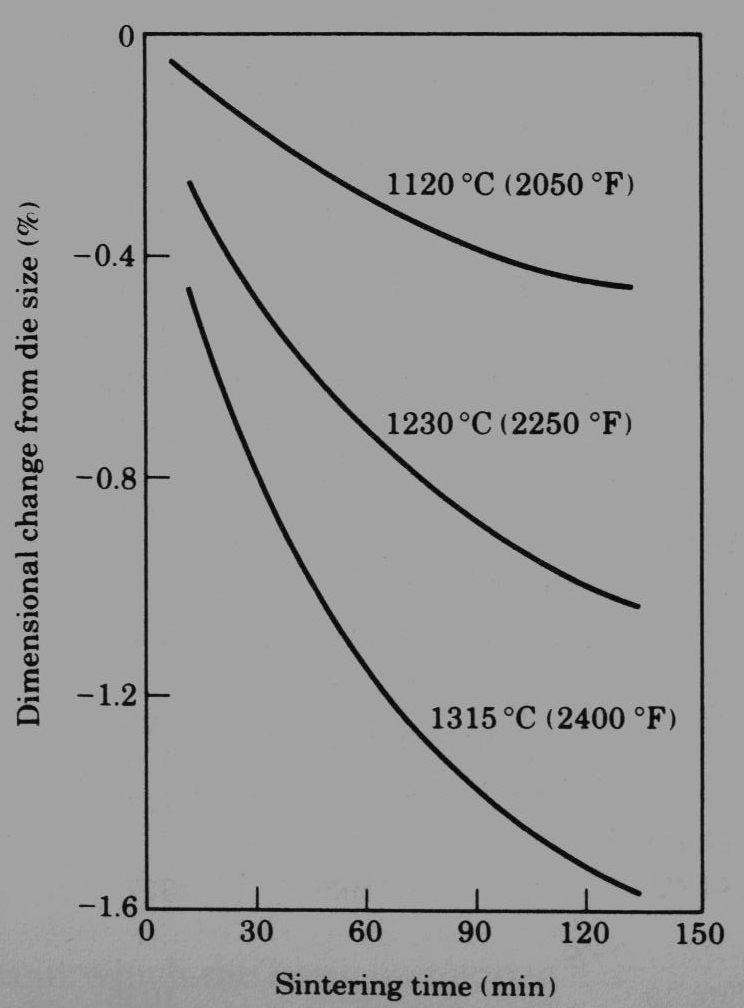 0
1120 °C (2050 °F)
−0.4
1230 °C (2250 °F)
−0.8
−1.2
1315 °C (2400 °F)
−1.6
0 30 60 90 120 150
Sintering time (min)
Dimensional change from die size (%)